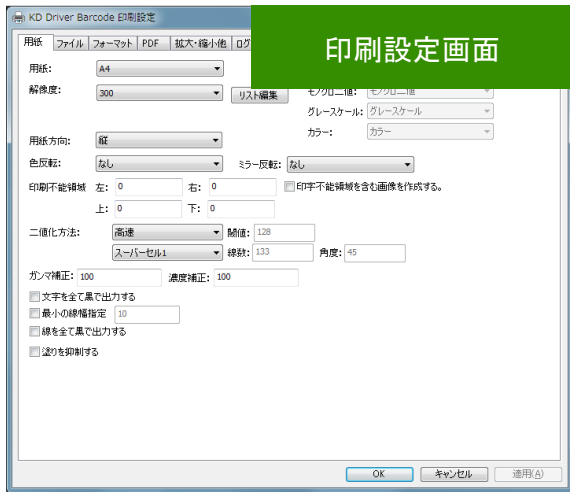 KD Driver Barcode 印刷設定
印刷設定画面
用紙 ファイル フォーマット PDF 拡大・縮小他 ログ
用紙: A4
解像度: 300 リスト編集 モノクロ二値: モノクロ二値
グレースケール: グレースケール
カラー: カラー
用紙方向: 縦
色反転: なし ミラー反転: なし
印刷不能領域 左: 0 右: 0 印字不能領域を含む画像を作成する。
上: 0 下: 0
二値化方法: 高速 閾値: 128
スーパーセル1 線数: 133 角度: 45
ガンマ補正: 100 濃度補正: 100
文字を全て黒で出力する
最小の線幅指定 10
線を全て黒で出力する
塗りを抑制する
OK キャンセル 適用(A)